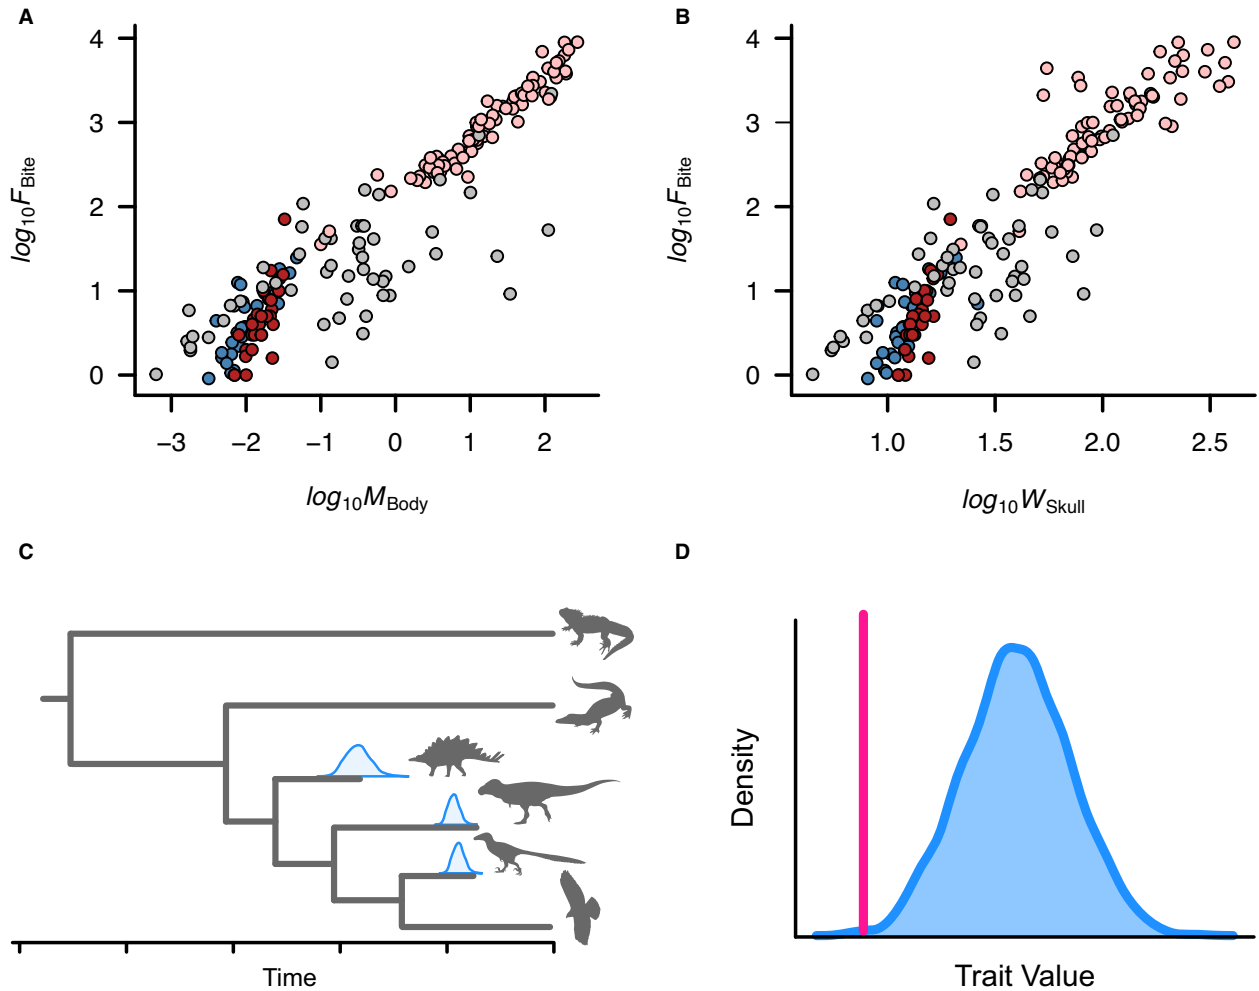 A
4
3
2
1
0
log10FBite
−3 −2 −1 0 1 2
log10MBody
B
4
3
2
1
0
log10FBite
1.0 1.5 2.0 2.5
log10WSkull
C
Time
D
Density
Trait Value